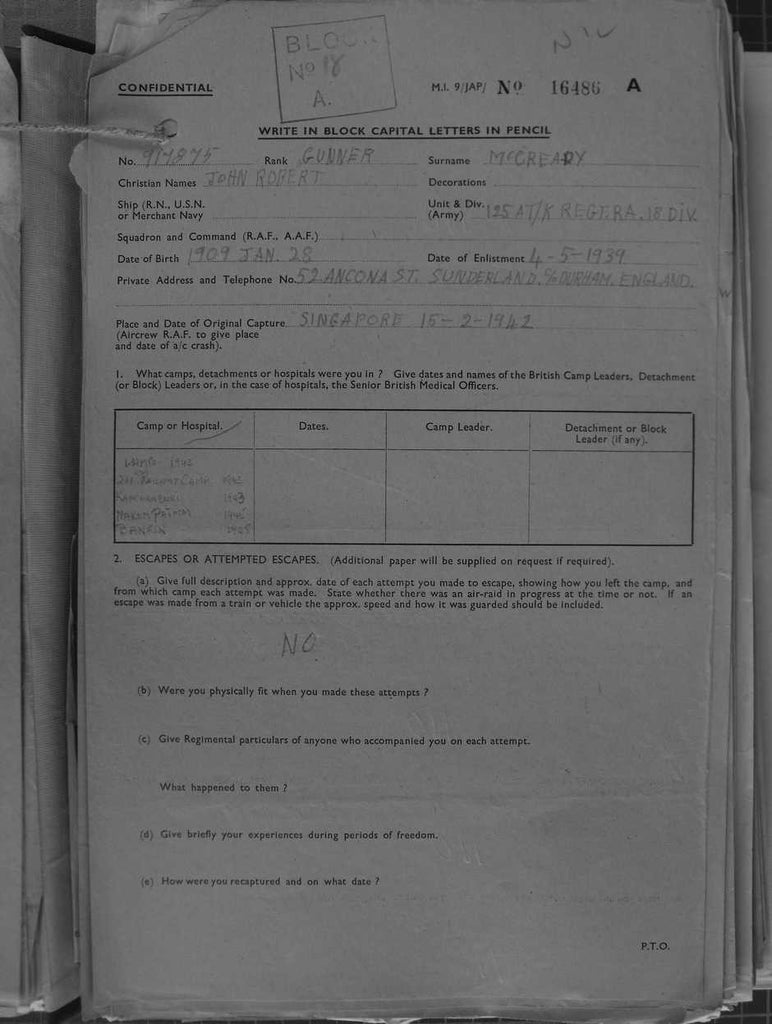 BLOCK
Nº 18
A.
NIL
CONFIDENTIAL
M.I. 9/JAP/ Nº 16486 A
WRITE IN BLOCK CAPITAL LETTERS IN PENCIL
No. Rank GUNNER Surname McCREADY
Christian Names JOHN ROBERT Decorations
Ship (R.N., U.S.N. or Merchant Navy Unit & Div. (Army) 125 AT/K REGT. RA. 18 DIV.
Squadron and Command (R.A.F., A.A.F.)
Date of Birth 1909 JAN. 28 Date of Enlistment 4-5-1939
Private Address and Telephone No. 52 ANCONA ST. SUNDERLAND, C/O DURHAM, ENGLAND.
Place and Date of Original Capture SINGAPORE 15-2-1942
(Aircrew R.A.F. to give place
and date of a/c crash).
1. What camps, detachments or hospitals were you in ? Give dates and names of the British Camp Leaders, Detachment
(or Block) Leaders or, in the case of hospitals, the Senior British Medical Officers.
Camp or Hospital. Dates. Camp Leader. Detachment or Block Leader (if any).
1942
CAMP 1942
1943
NAKOM PATOM
2. ESCAPES OR ATTEMPTED ESCAPES. (Additional paper will be supplied on request if required).
(a) Give full description and approx. date of each attempt you made to escape, showing how you left the camp, and
from which camp each attempt was made. State whether there was an air-raid in progress at the time or not. If an
escape was made from a train or vehicle the approx. speed and how it was guarded should be included.
NO
(b) Were you physically fit when you made these attempts ?
(c) Give Regimental particulars of anyone who accompanied you on each attempt.
What happened to them ?
(d) Give briefly your experiences during periods of freedom.
(e) How were you recaptured and on what date ?
P.T.O.